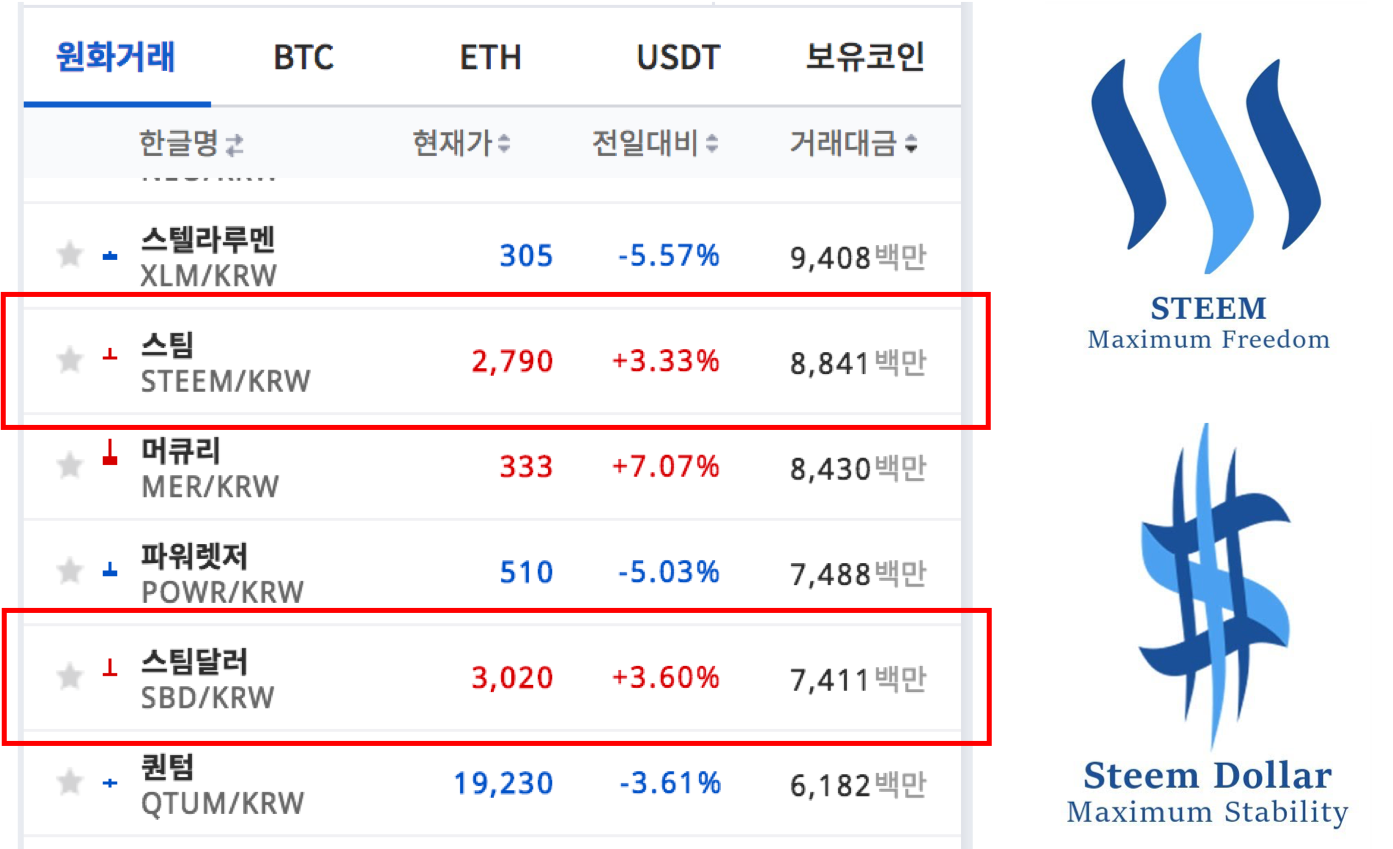 원화거래 BTC ETH USDT 보유코인
한글명 현재가 전일대비 거래대금
스텔라루멘 305 -5.57% 9,408백만
XLM/KRW
스팀 2,790 +3.33% 8,841백만
STEEM/KRW
머큐리 333 +7.07% 8,430백만
MER/KRW
파워렛저 510 -5.03% 7,488백만
POWR/KRW
스팀달러 3,020 +3.60% 7,411백만
SBD/KRW
퀀텀 19,230 -3.61% 6,182백만
QTUM/KRW
STEEM
Maximum Freedom
Steem Dollar
Maximum Stability